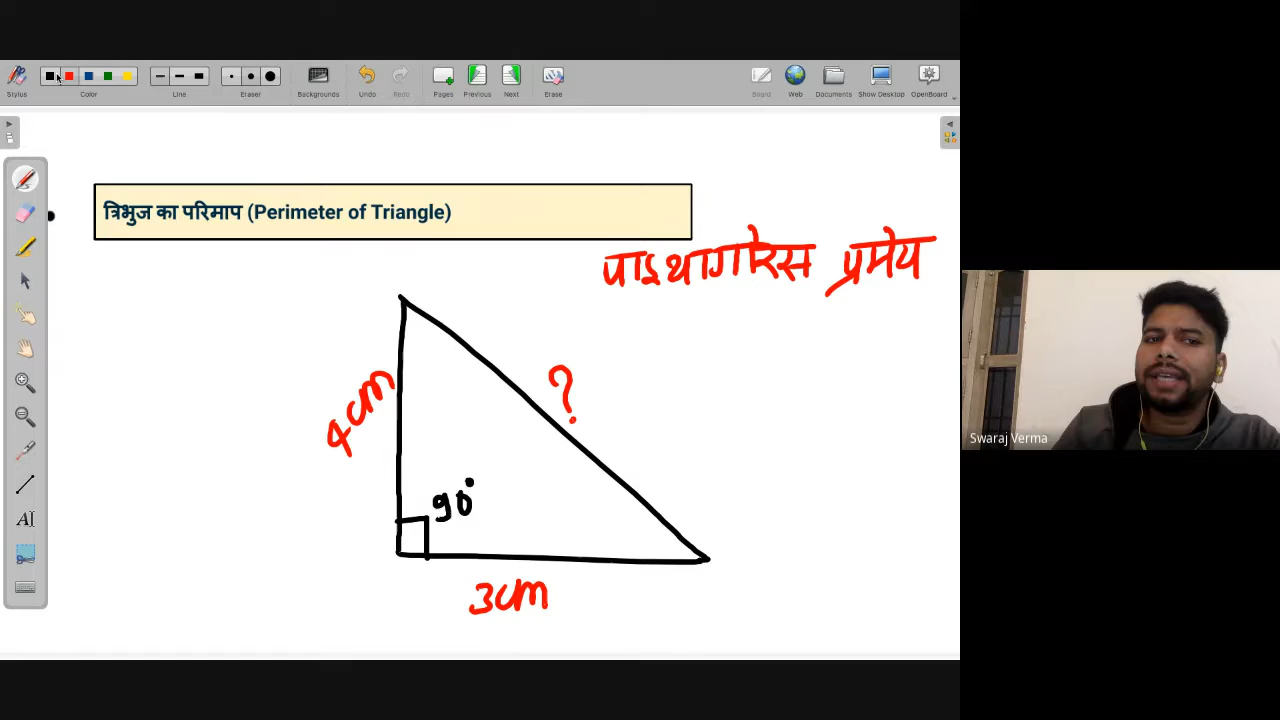 Stylus
Color
Line
Eraser
Backgrounds
Undo
Redo
Pages
Previous
Next
Erase
Board
Web
Documents
Show Desktop
OpenBoard
त्रिभुज का परिमाप (Perimeter of Triangle)
पाइथागोरस प्रमेय
4cm
?
90°
3cm
AI
Swaraj Verma